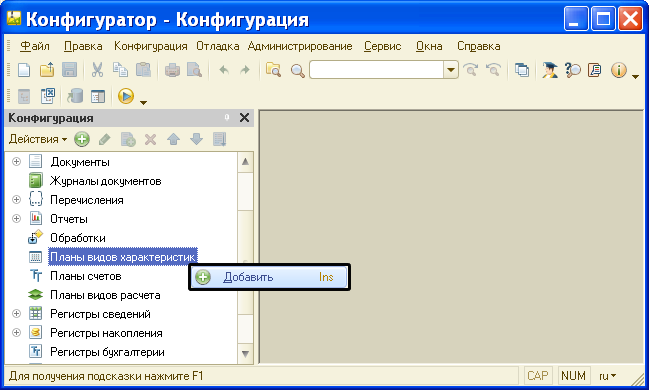 Конфигуратор - Конфигурация
Файл Правка Конфигурация Отладка Администрирование Сервис Окна Справка
Конфигурация
Действия
Документы
Журналы документов
Перечисления
Отчеты
Обработки
Планы видов характеристик
Планы счетов
Добавить Ins
Планы видов расчета
Регистры сведений
Регистры накопления
Регистры бухгалтерии
Для получения подсказки нажмите F1 CAP NUM ru